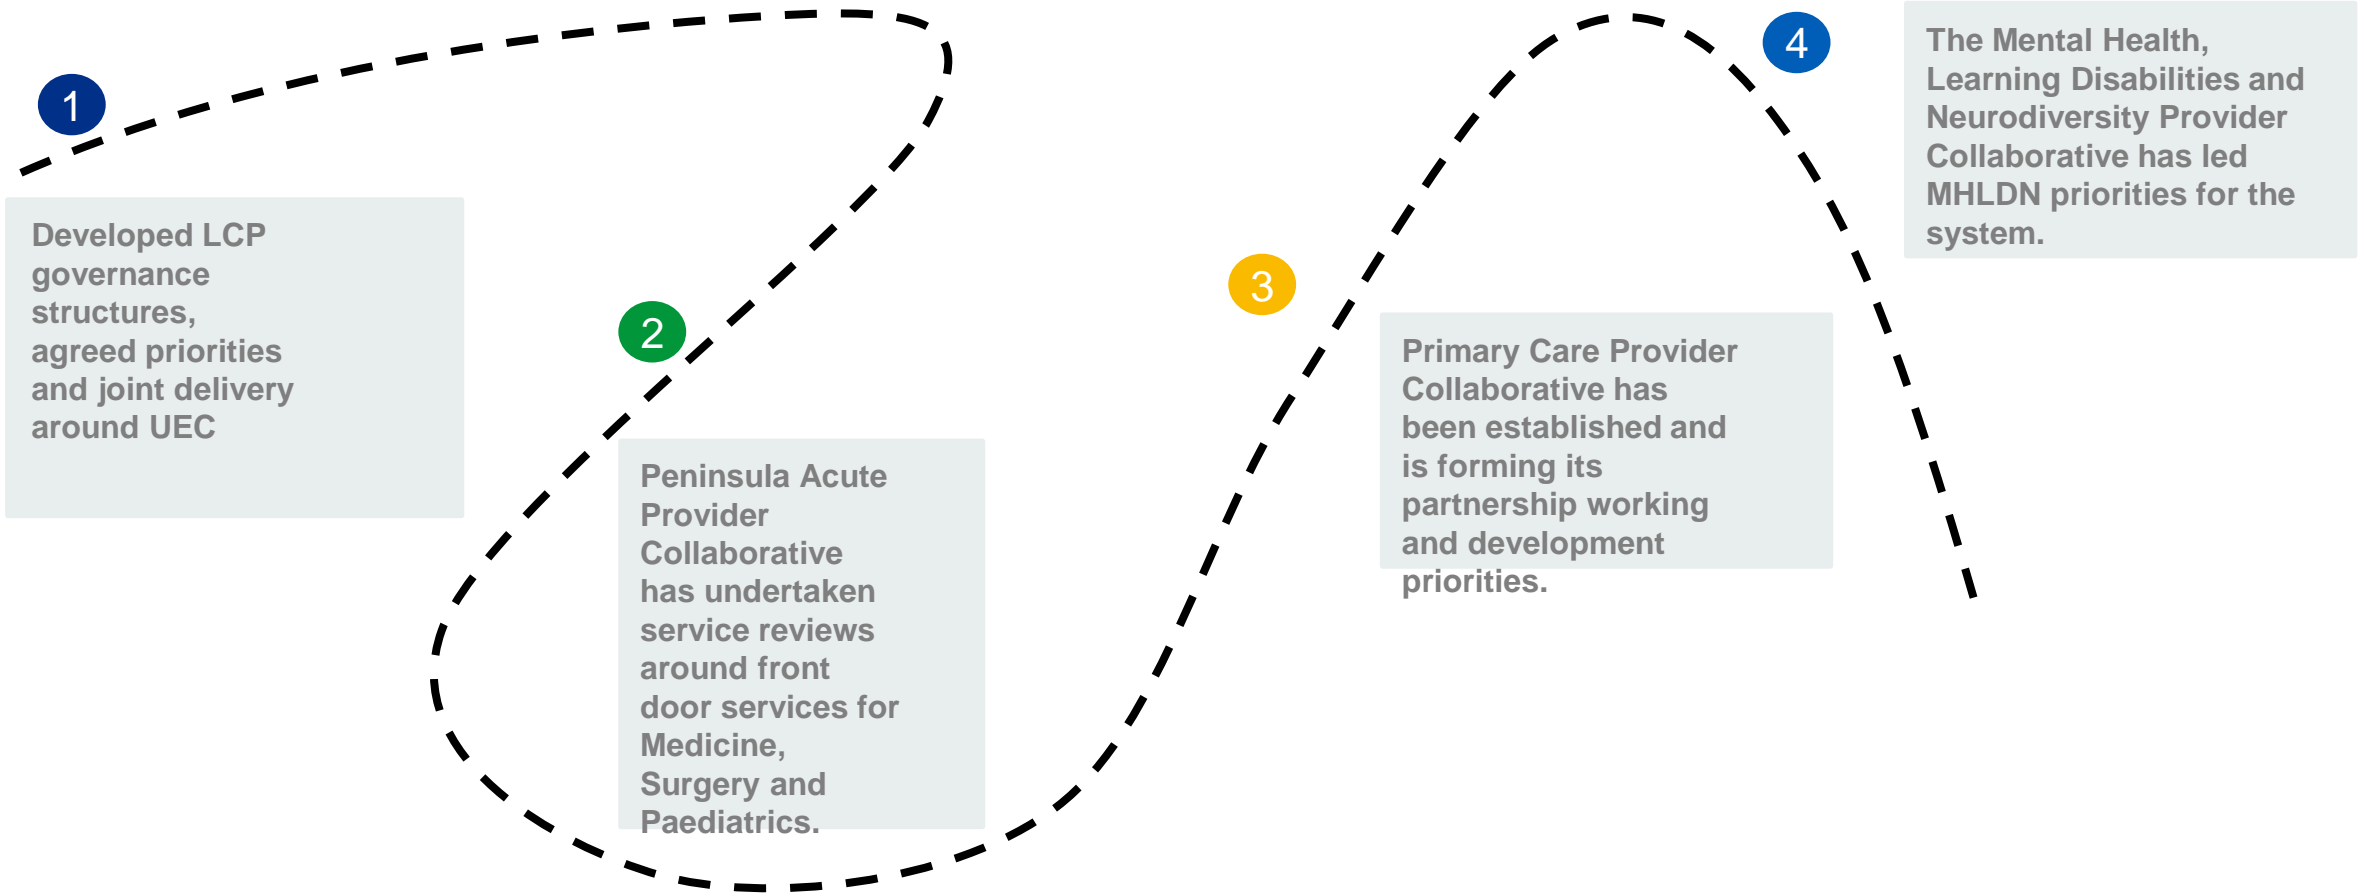 1
Developed LCP
governance
structures,
agreed priorities
and joint delivery
around UEC
2
Peninsula Acute
Provider
Collaborative
has undertaken
service reviews
around front
door services for
Medicine,
Surgery and
Paediatrics.
3
Primary Care Provider
Collaborative has
been established and
is forming its
partnership working
and development
priorities.
4
The Mental Health,
Learning Disabilities and
Neurodiversity Provider
Collaborative has led
MHLDN priorities for the
system.